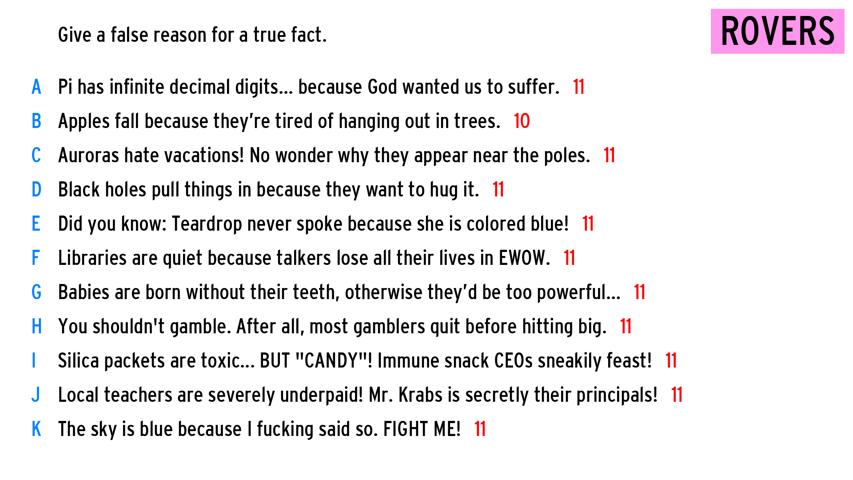 Give a false reason for a true fact.
ROVERS
A Pi has infinite decimal digits... because God wanted us to suffer. 11
B Apples fall because they're tired of hanging out in trees. 10
C Auroras hate vacations! No wonder why they appear near the poles. 11
D Black holes pull things in because they want to hug it. 11
E Did you know: Teardrop never spoke because she is colored blue! 11
F Libraries are quiet because talkers lose all their lives in EWOW. 11
G Babies are born without their teeth, otherwise they'd be too powerful... 11
H You shouldn't gamble. After all, most gamblers quit before hitting big. 11
I Silica packets are toxic... BUT "CANDY"! Immune snack CEOs sneakily feast! 11
J Local teachers are severely underpaid! Mr. Krabs is secretly their principals! 11
K The sky is blue because I fucking said so. FIGHT ME! 11